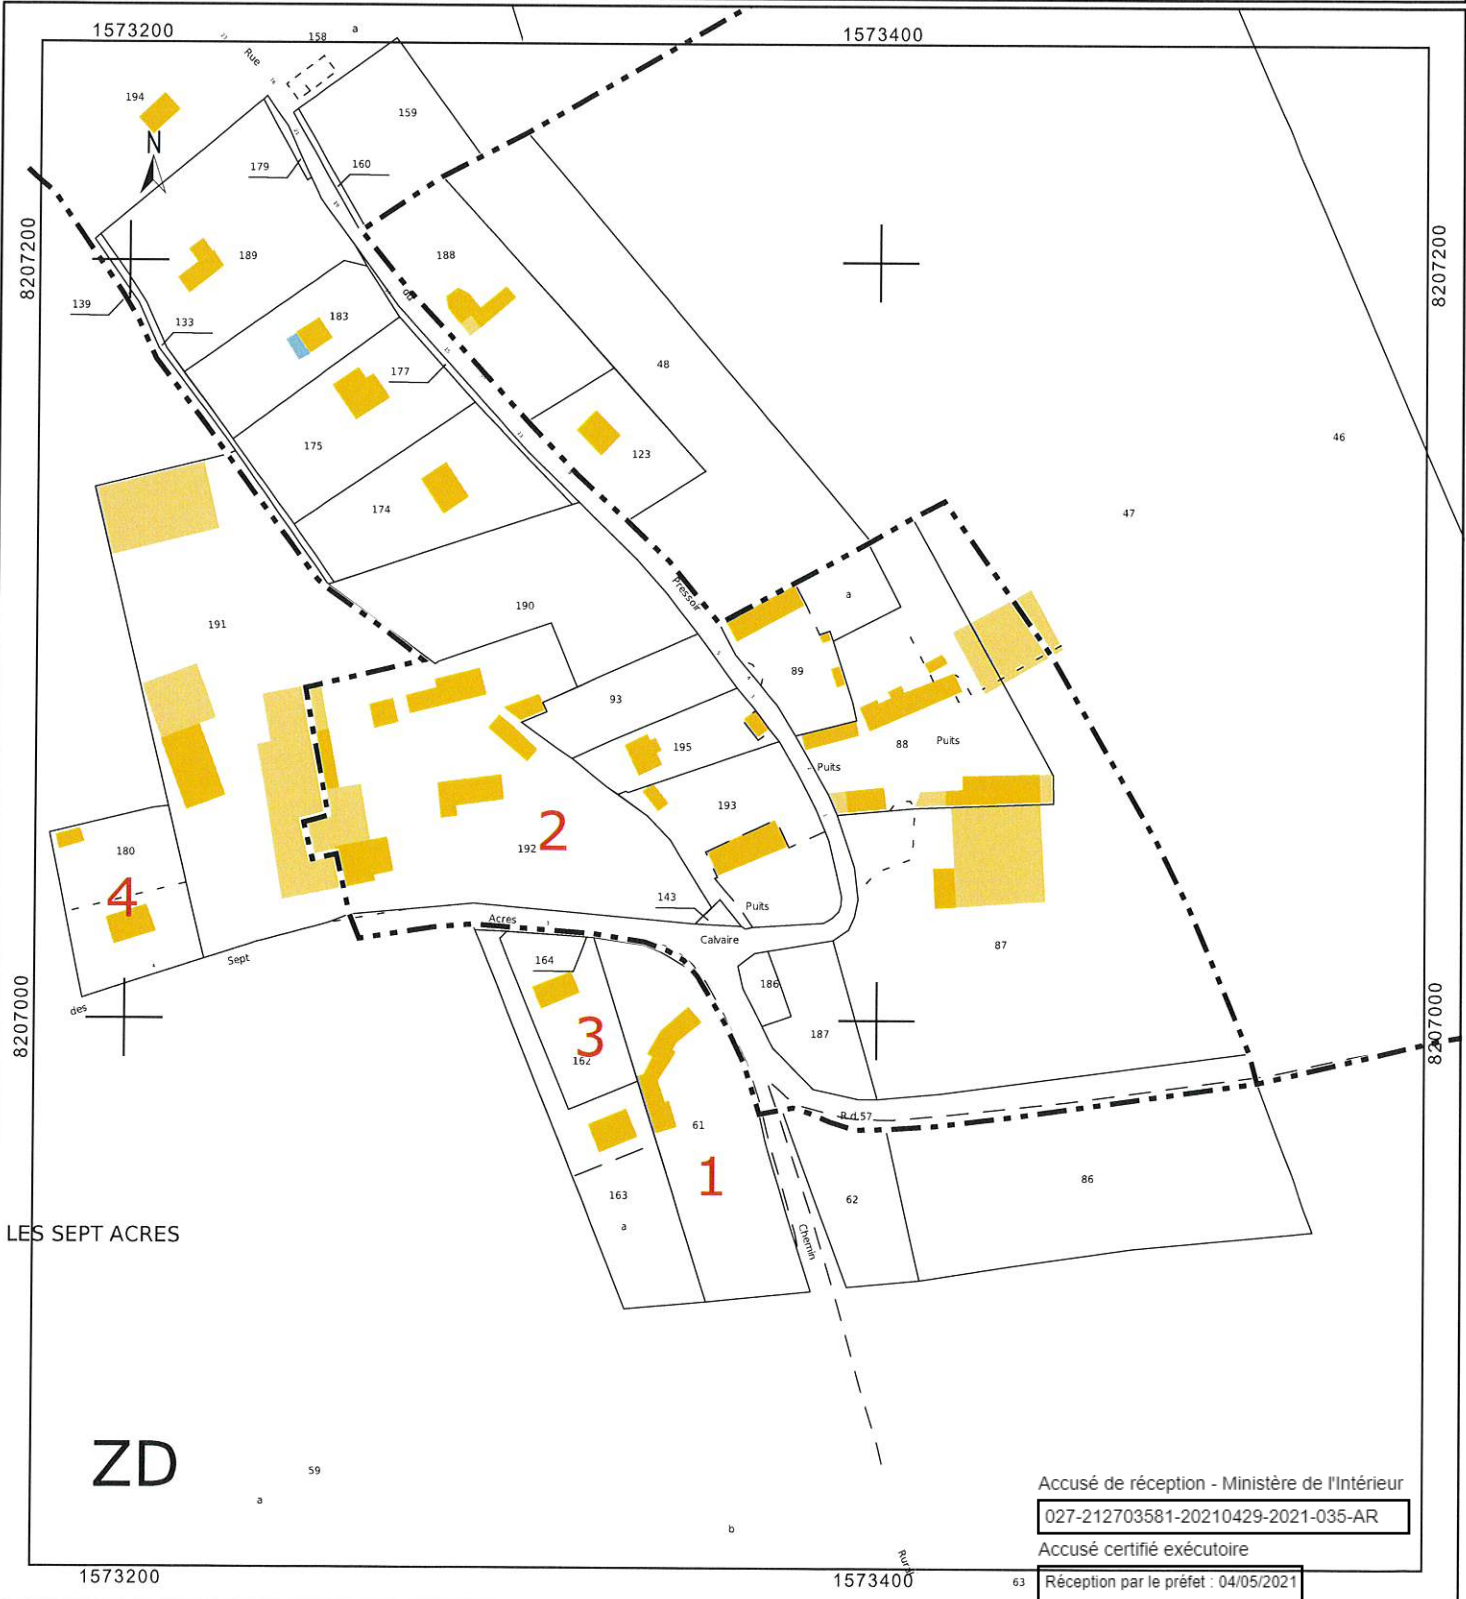 1573200
158
a
1573400
Rue
194
N
159
179
160
8207200
8207200
189
188
139
133
183
du
177
48
175
123
46
174
47
Pressoir
190
a
191
89
93
195
88
Puits
Puits
193
2
192
180
4
143
Puits
Acres
Calvaire
Sept
164
87
186
des
3
162
187
8207000
8207000
R.d.57
61
1
86
62
163
a
Chemin
LES SEPT ACRES
ZD
59
a
b
Accusé de réception - Ministère de l'Intérieur
027-212703581-20210429-2021-035-AR
Accusé certifié exécutoire
Rural
1573200
1573400
63
Réception par le préfet : 04/05/2021